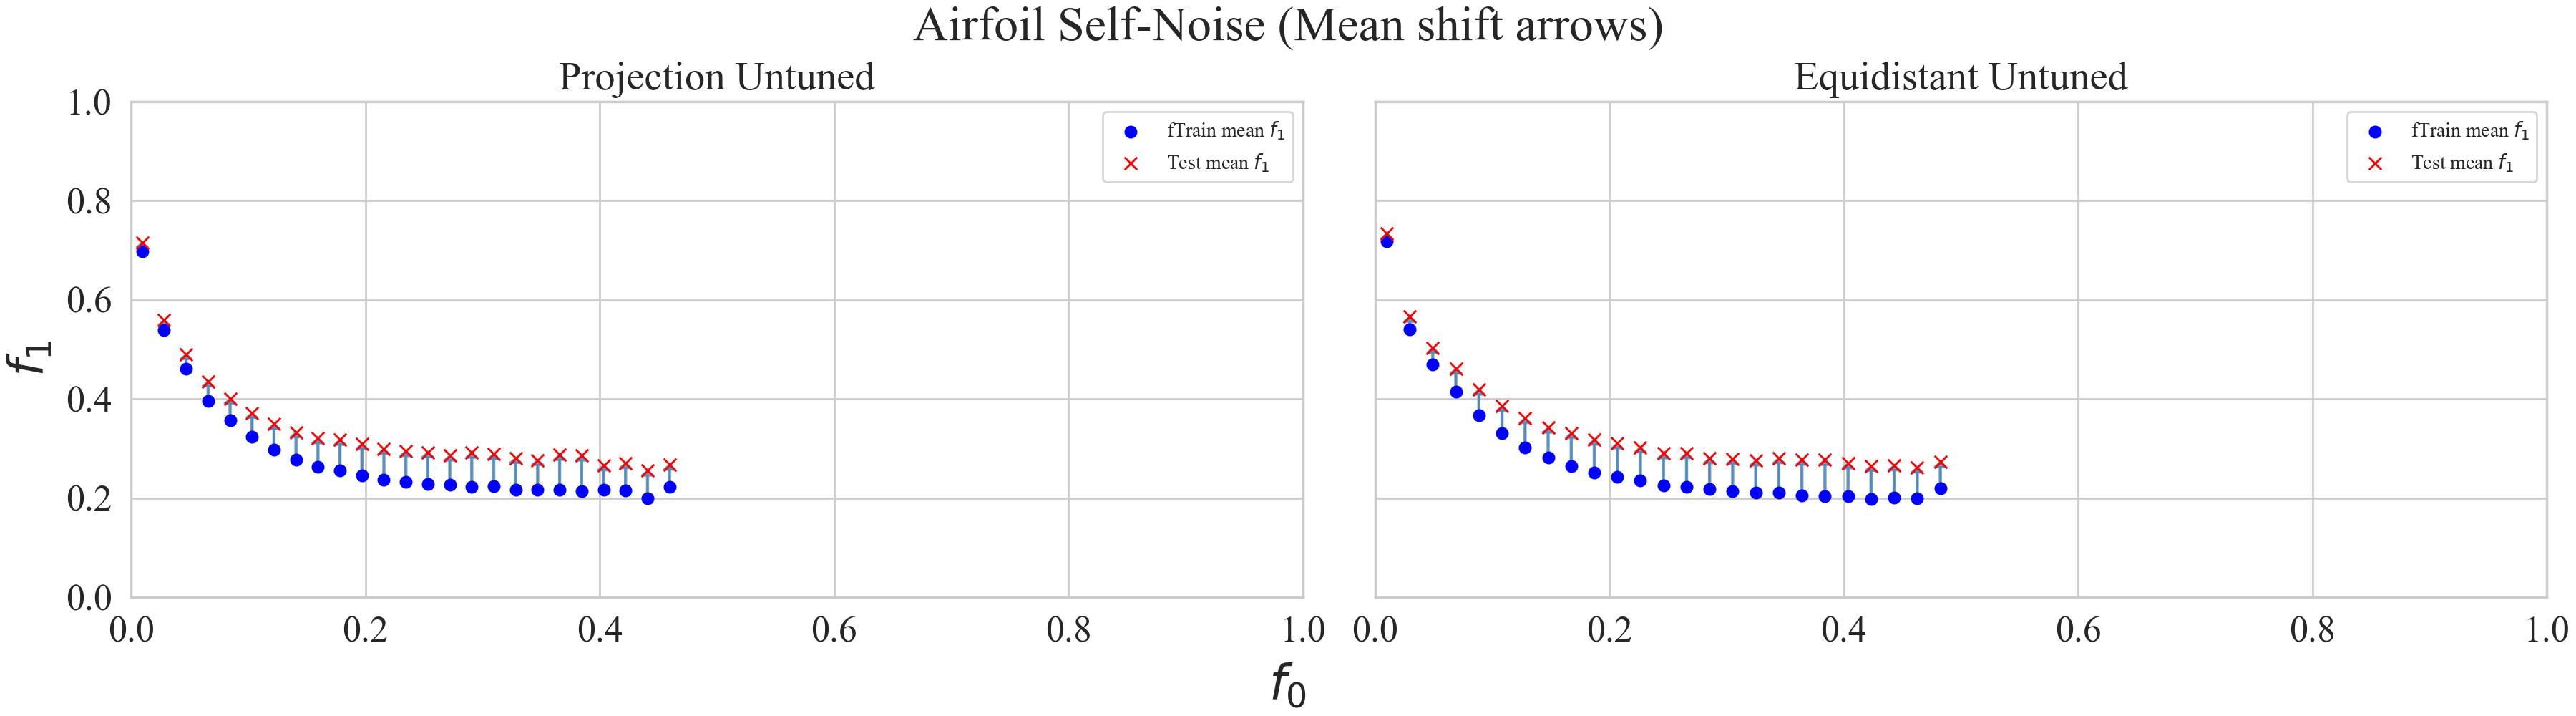 Airfoil Self-Noise (Mean shift arrows)
Projection Untuned
Equidistant Untuned
1.0
0.8
0.6
0.4
0.2
0.0
f₁
fTrain mean f₁
Test mean f₁
fTrain mean f₁
Test mean f₁
0.0 0.2 0.4 0.6 0.8 1.0
0.0 0.2 0.4 0.6 0.8 1.0
f₀